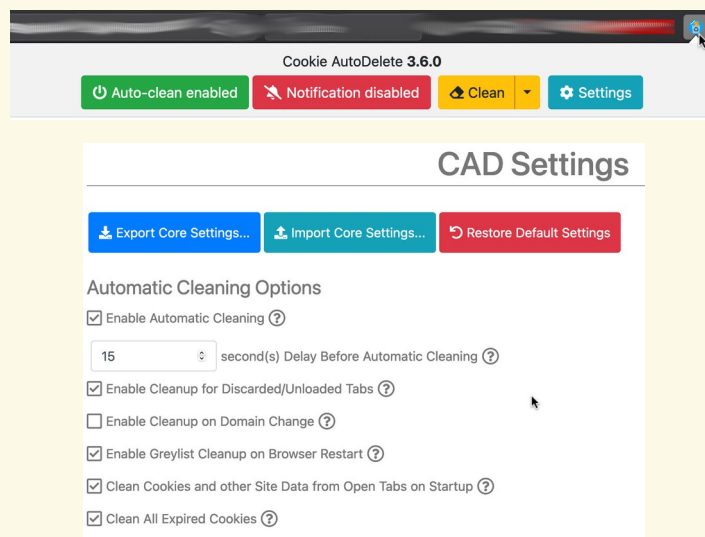 Cookie AutoDelete 3.6.0
Auto-clean enabled Notification disabled Clean Settings
CAD Settings
Export Core Settings... Import Core Settings... Restore Default Settings
Automatic Cleaning Options
Enable Automatic Cleaning ?
15 second(s) Delay Before Automatic Cleaning ?
Enable Cleanup for Discarded/Unloaded Tabs ?
Enable Cleanup on Domain Change ?
Enable Greylist Cleanup on Browser Restart ?
Clean Cookies and other Site Data from Open Tabs on Startup ?
Clean All Expired Cookies ?